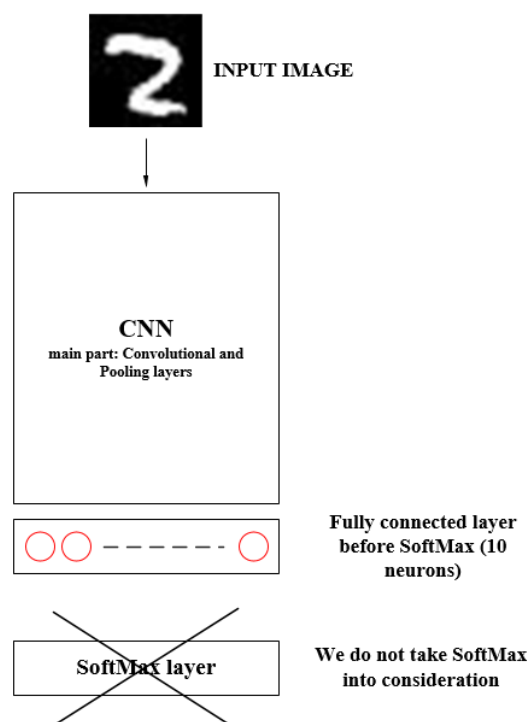 INPUT IMAGE
CNN
main part: Convolutional and
Pooling layers
Fully connected layer
before SoftMax (10
neurons)
SoftMax layer
We do not take SoftMax
into consideration